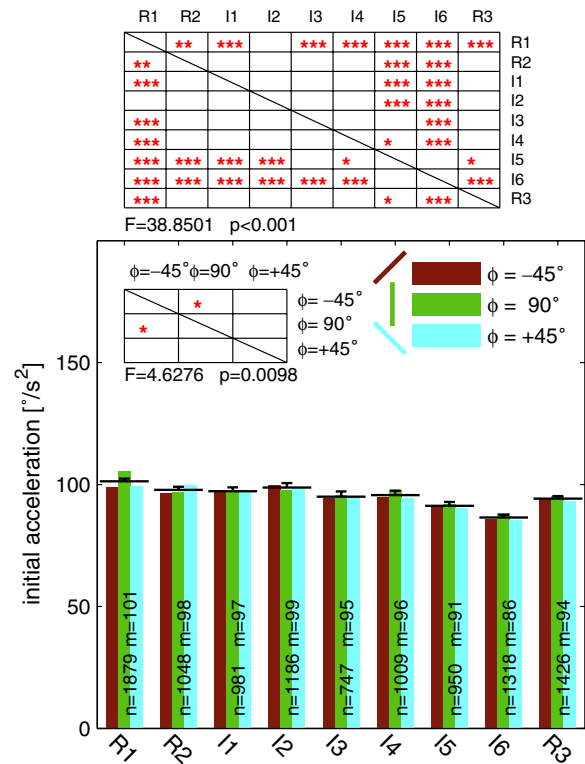 R1 R2 I1 I2 I3 I4 I5 I6 R3
** *** *** *** *** *** *** R1
** *** *** R2
*** *** *** I1
*** *** I2
*** *** I3
*** * *** I4
*** *** *** *** * * I5
*** *** *** *** *** *** *** I6
*** * *** R3
F=38.8501 p<0.001
ϕ=−45° ϕ=90° ϕ=+45°
* ϕ= −45°
* ϕ= 90°
ϕ=+45°
F=4.6276 p=0.0098
ϕ = −45°
ϕ = 90°
ϕ = +45°
initial acceleration [°/s²]
150
100
50
0
n=1879 m=101
n=1048 m=98
n=981 m=97
n=1186 m=99
n=747 m=95
n=1009 m=96
n=950 m=91
n=1318 m=86
n=1426 m=94
R1 R2 I1 I2 I3 I4 I5 I6 R3